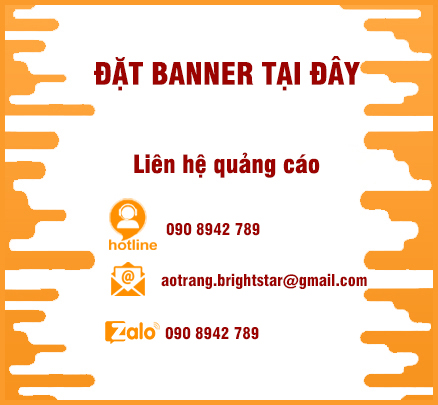 ĐẶT BANNER TẠI ĐÂY
Liên hệ quảng cáo
hotline
090 8942 789
aotrang.brightstar@gmail.com
Zalo
090 8942 789